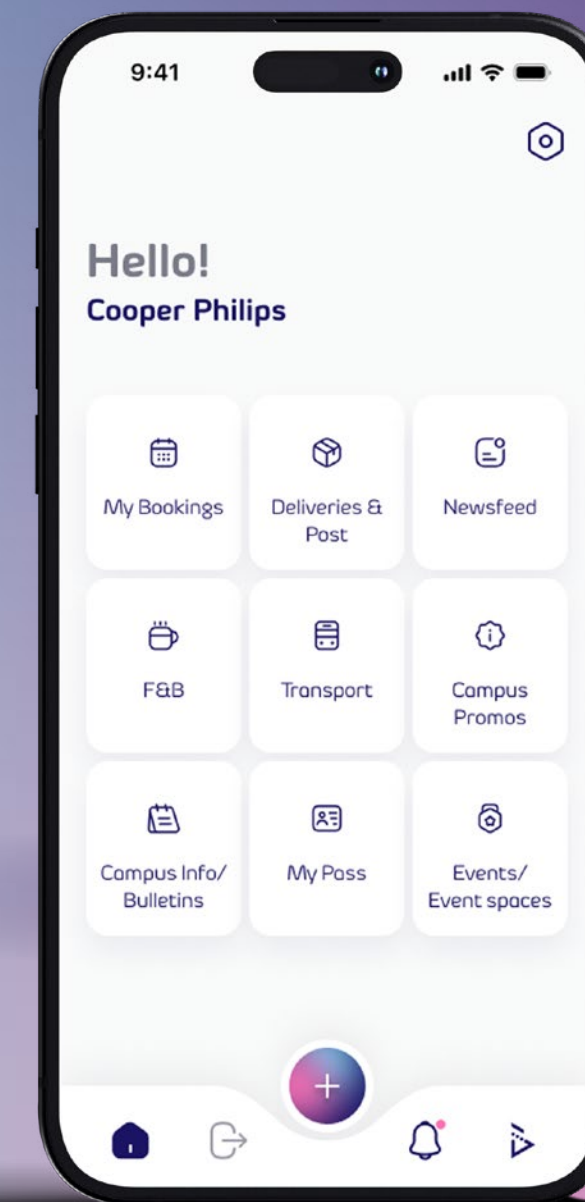 9:41
Hello!
Cooper Philips
My Bookings
Deliveries &
Post
Newsfeed
F&B
Transport
Campus
Promos
Campus Info/
Bulletins
My Pass
Events/
Event spaces